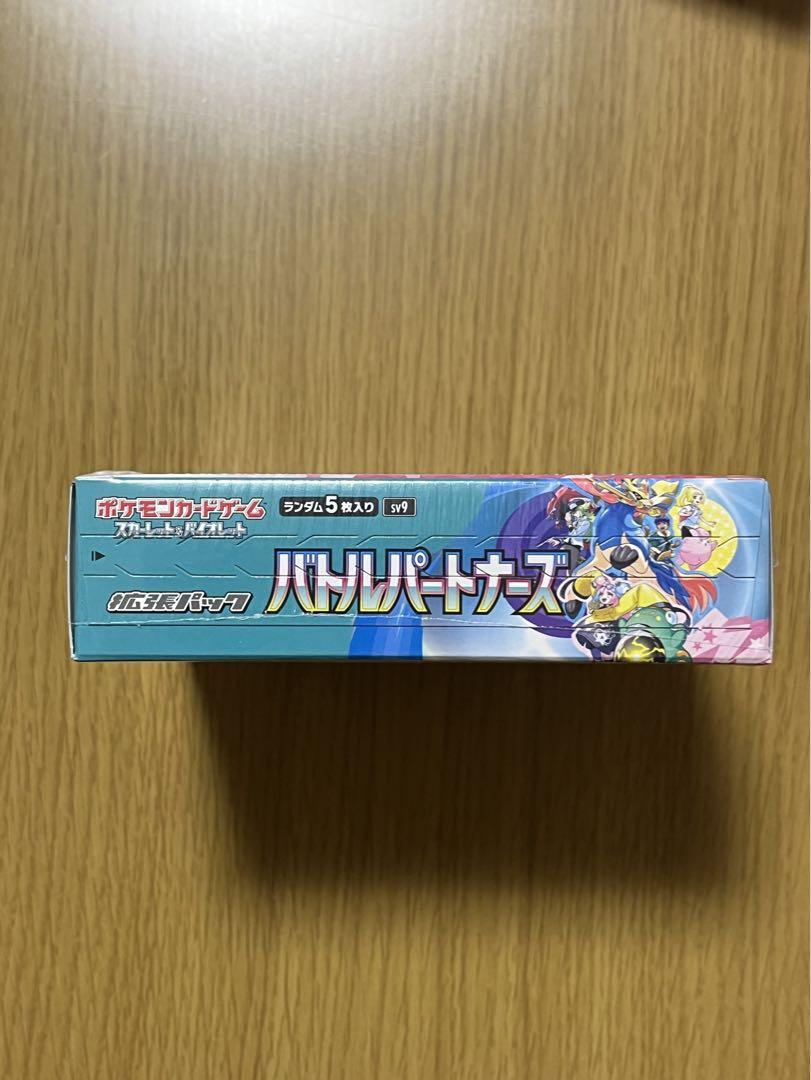 ポケモンカードゲーム
スカーレット&バイオレット
ランダム5枚入り
sv9
拡張パック
バトルパートナーズ